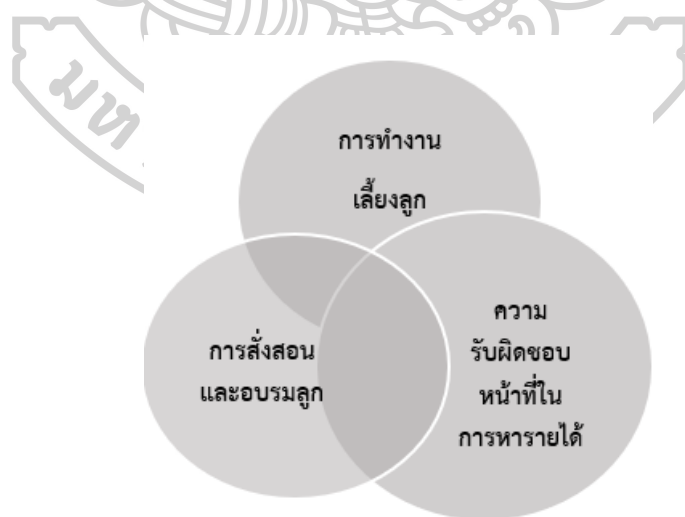 มห
การทำงาน
เลี้ยงลูก
การสั่งสอน
และอบรมลูก
ความ
รับผิดชอบ
หน้าที่ใน
การหารายได้